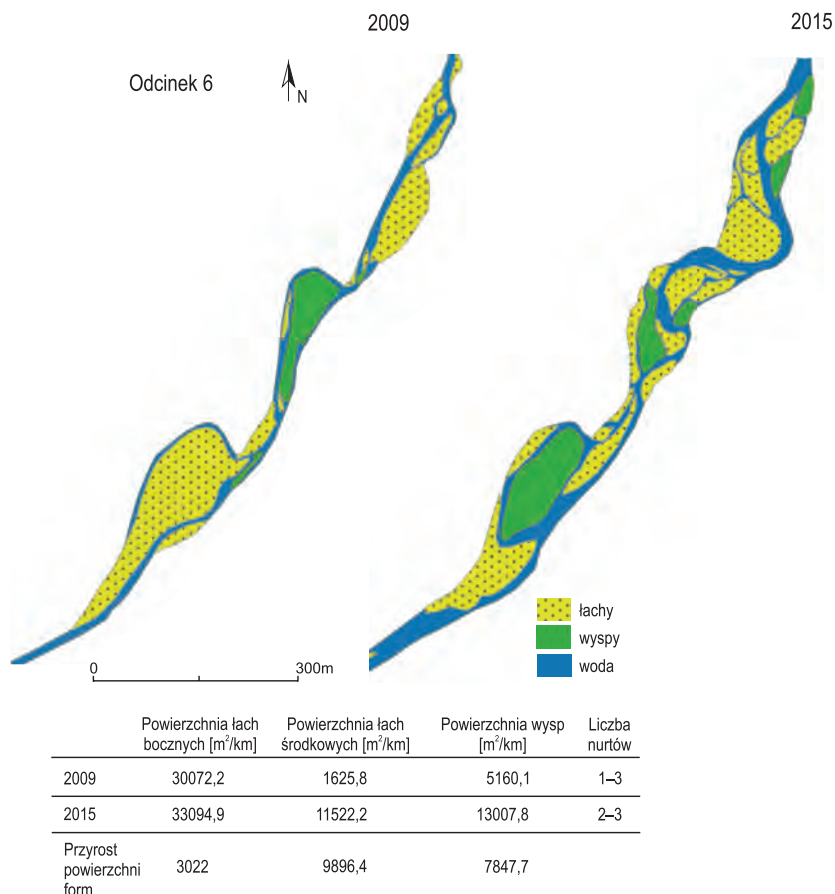 2009
2015
Odcinek 6
N
łachy
wyspy
woda
0 300m
Powierzchnia łach Powierzchnia łach Powierzchnia wysp Liczba
bocznych [m²/km] środkowych [m²/km] [m²/km] nurtów
2009 30072,2 1625,8 5160,1 1–3
2015 33094,9 11522,2 13007,8 2–3
Przyrost
powierzchni 3022 9896,4 7847,7
form